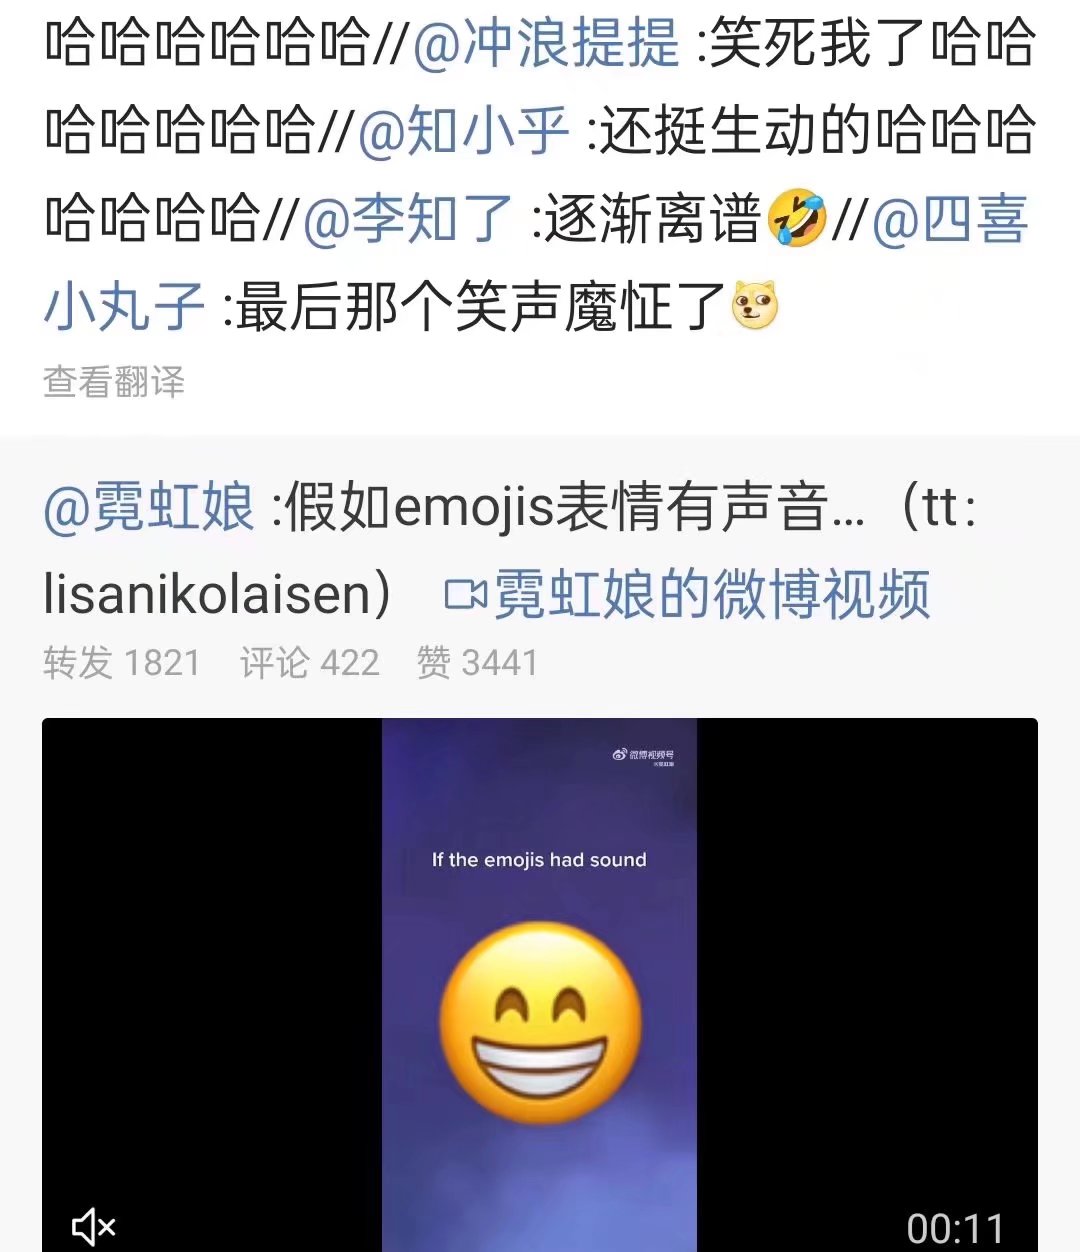 哈哈哈哈哈哈//@冲浪提提 :笑死我了哈哈
哈哈哈哈哈//@知小乎 :还挺生动的哈哈哈
哈哈哈哈//@李知了 :逐渐离谱🤣//@四喜
小丸子 :最后那个笑声魔怔了
查看翻译
@霓虹娘 :假如emojis表情有声音...（tt:
lisanikolaisen） 霓虹娘的微博视频
转发 1821 评论 422 赞 3441
微博视频号
If the emojis had sound
00:11